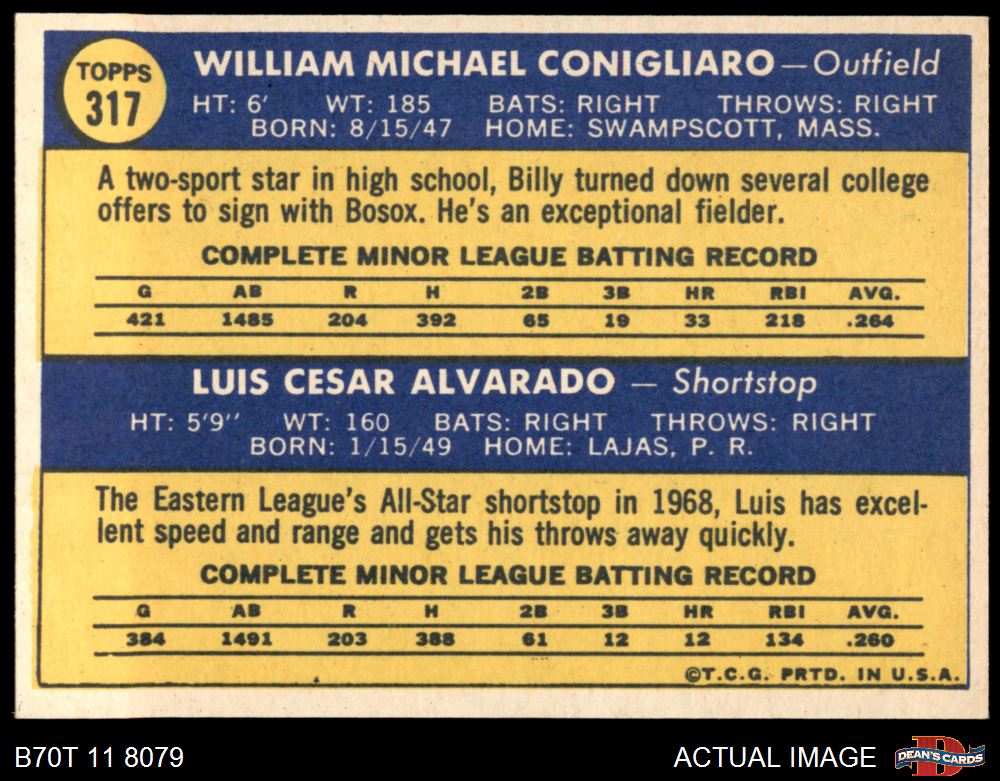 TOPPS
317
WILLIAM MICHAEL CONIGLIARO — Outfield
HT: 6' WT: 185 BATS: RIGHT THROWS: RIGHT
BORN: 8/15/47 HOME: SWAMPSCOTT, MASS.
A two-sport star in high school, Billy turned down several college
offers to sign with Bosox. He's an exceptional fielder.
COMPLETE MINOR LEAGUE BATTING RECORD
G AB R H 2B 3B HR RBI AVG.
421 1485 204 392 65 19 33 218 .264
LUIS CESAR ALVARADO — Shortstop
HT: 5'9'' WT: 160 BATS: RIGHT THROWS: RIGHT
BORN: 1/15/49 HOME: LAJAS, P. R.
The Eastern League's All-Star shortstop in 1968, Luis has excel-
lent speed and range and gets his throws away quickly.
COMPLETE MINOR LEAGUE BATTING RECORD
G AB R H 2B 3B HR RBI AVG.
384 1491 203 388 61 12 12 134 .260
©T.C.G. PRTD. IN U.S.A.
B70T 11 8079
ACTUAL IMAGE
D
DEAN'S CARDS